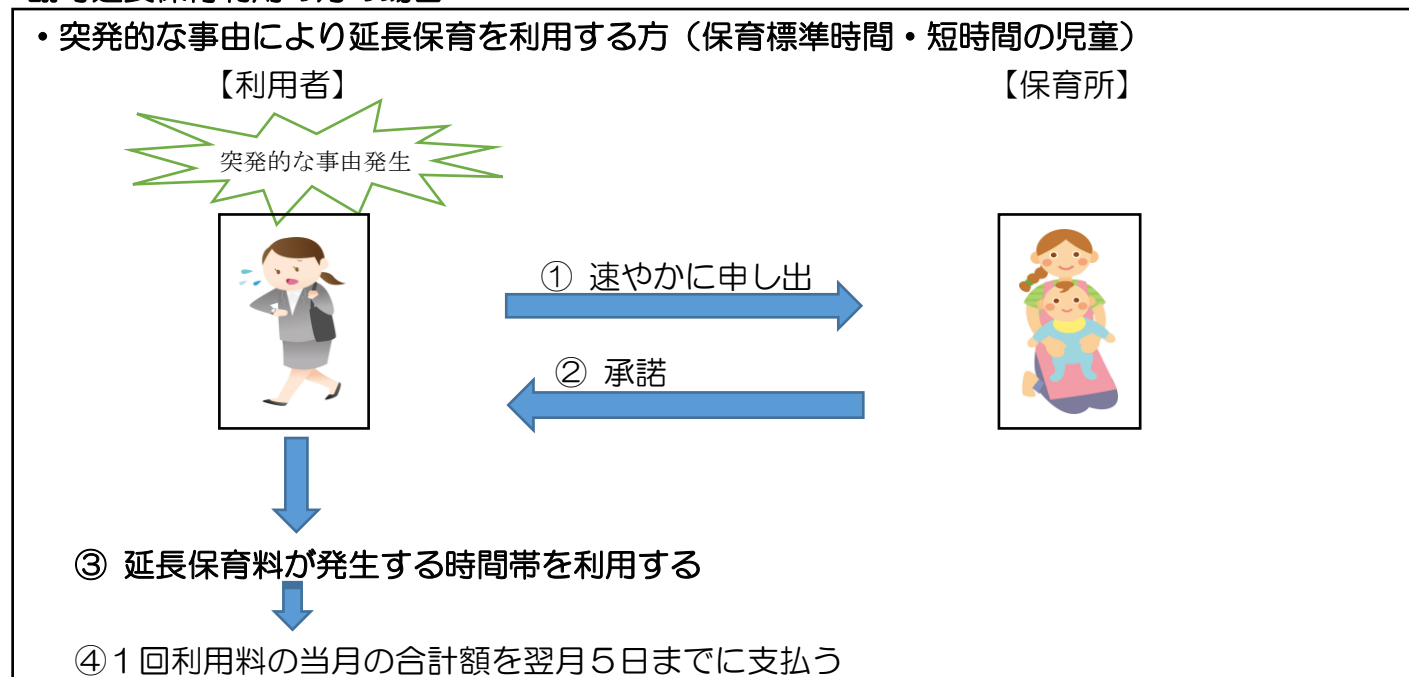 ・突発的な事由により延長保育を利用する方（保育標準時間・短時間の児童）
【利用者】
【保育所】
突発的な事由発生
① 速やかに申し出
② 承諾
③ 延長保育料が発生する時間帯を利用する
④１回利用料の当月の合計額を翌月５日までに支払う